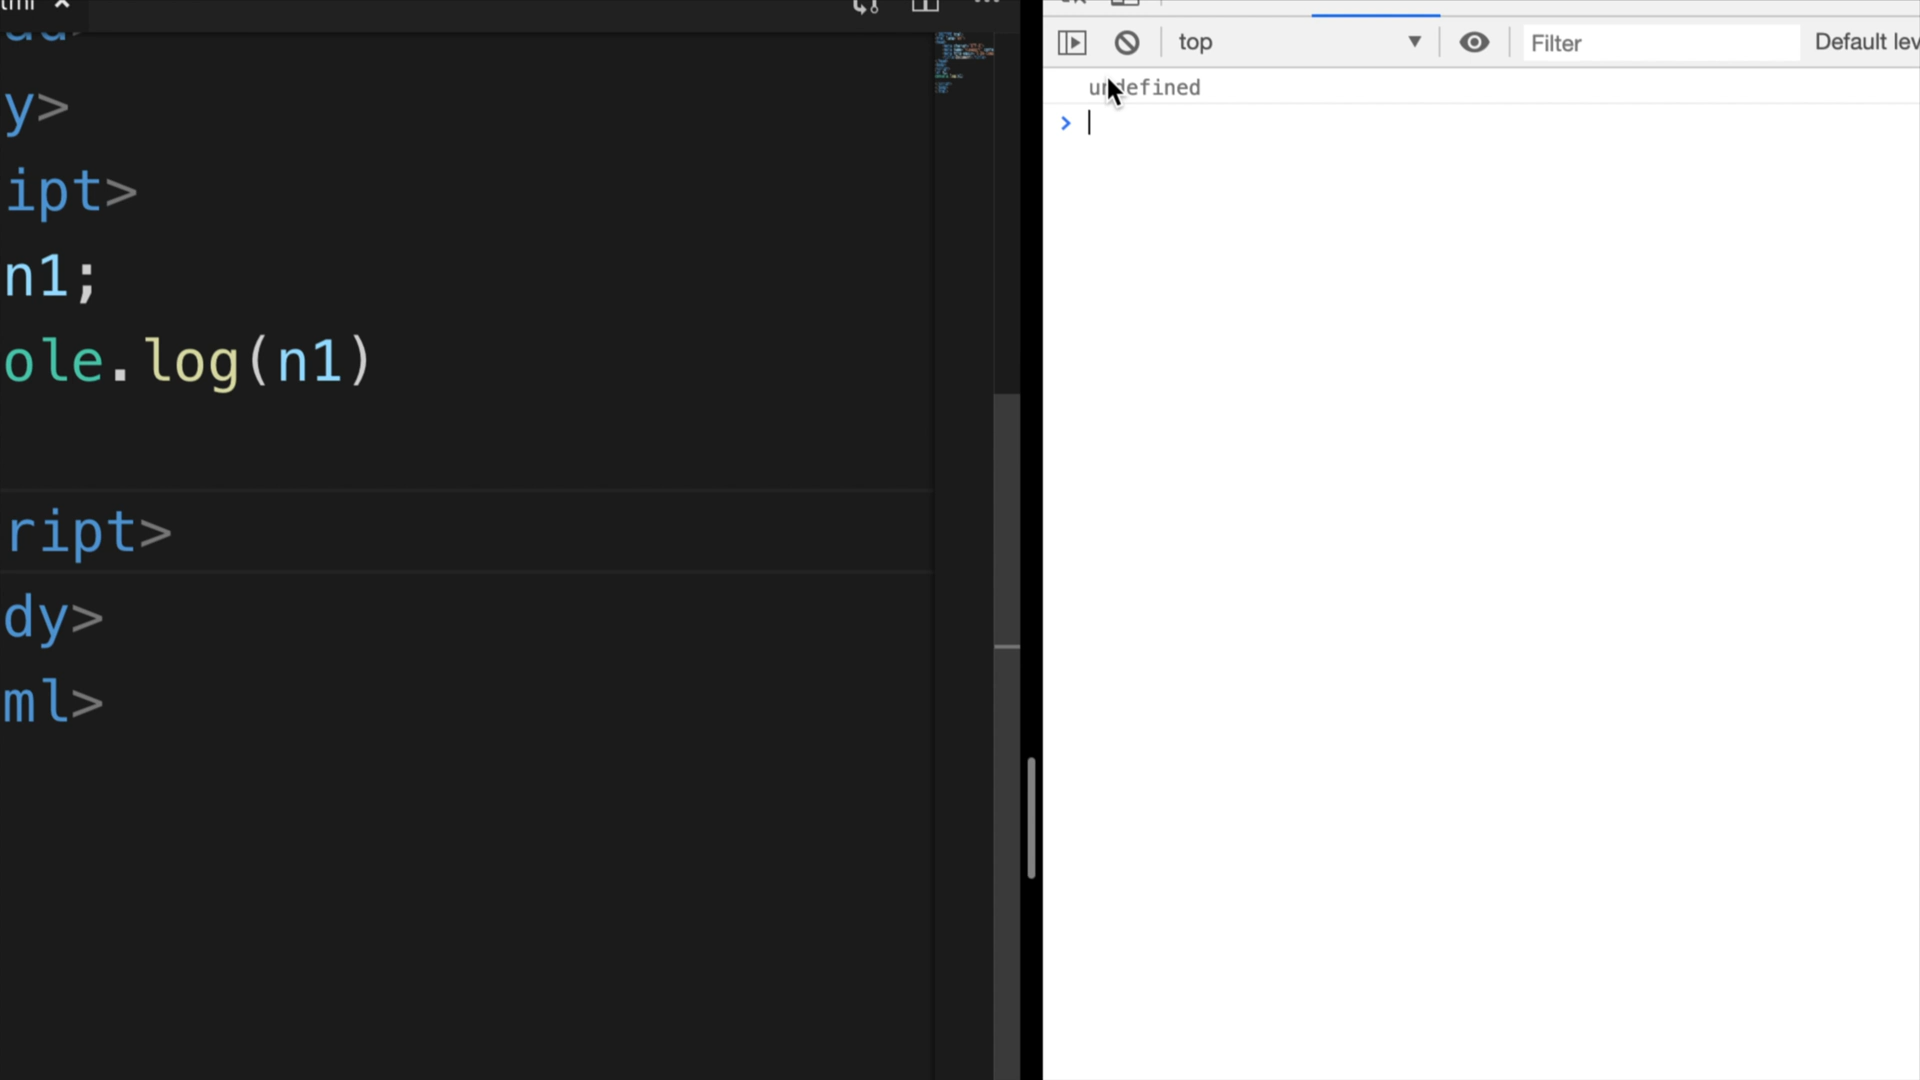 y>
ipt>
n1;
ole.log(n1)
ript>
dy>
ml>
top
Filter
Default lev
undefined
>